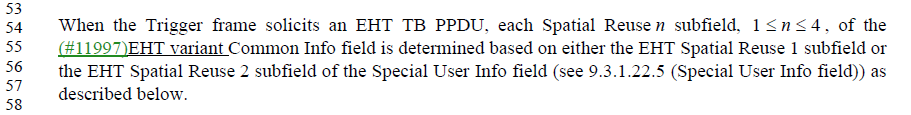 53
54 When the Trigger frame solicits an EHT TB PPDU, each Spatial Reuse n subfield, 1 ≤ n ≤ 4, of the
55 (#11997)EHT variant Common Info field is determined based on either the EHT Spatial Reuse 1 subfield or
56 the EHT Spatial Reuse 2 subfield of the Special User Info field (see 9.3.1.22.5 (Special User Info field)) as
57 described below.
58